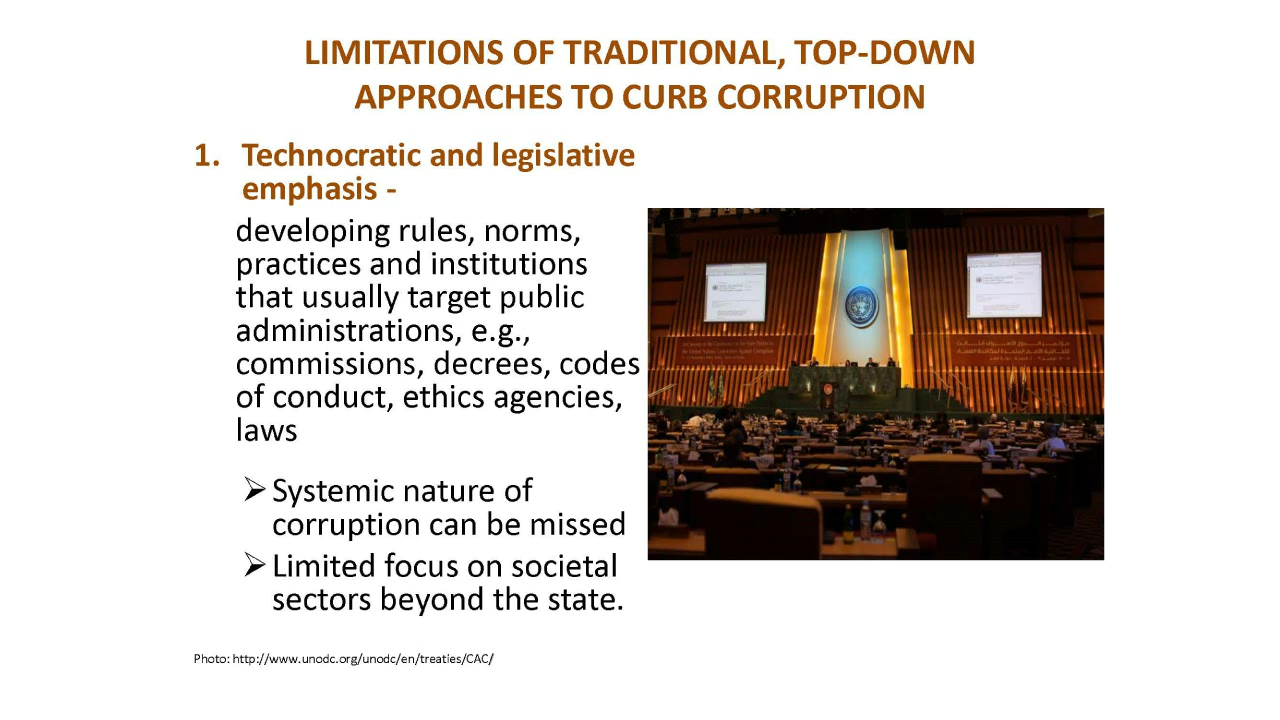 LIMITATIONS OF TRADITIONAL, TOP-DOWN
APPROACHES TO CURB CORRUPTION
1. Technocratic and legislative
emphasis -
developing rules, norms,
practices and institutions
that usually target public
administrations, e.g.,
commissions, decrees, codes
of conduct, ethics agencies,
laws
➢ Systemic nature of
corruption can be missed
➢ Limited focus on societal
sectors beyond the state.
Photo: http://www.unodc.org/unodc/en/treaties/CAC/